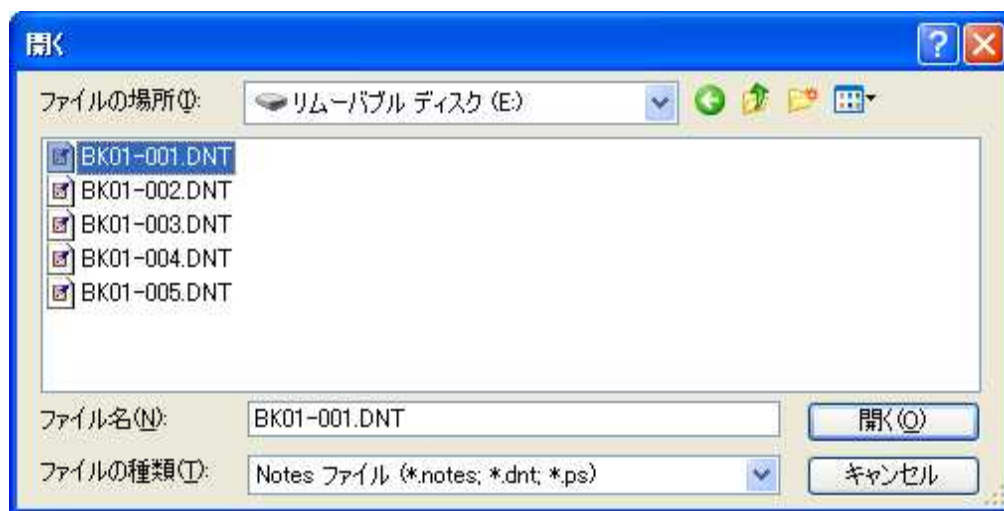 開く
ファイルの場所(I):
リムーバブル ディスク (E:)
BK01-001.DNT
BK01-002.DNT
BK01-003.DNT
BK01-004.DNT
BK01-005.DNT
ファイル名(N):
BK01-001.DNT
開く(O)
ファイルの種類(T):
Notes ファイル (*.notes; *.dnt; *.ps)
キャンセル